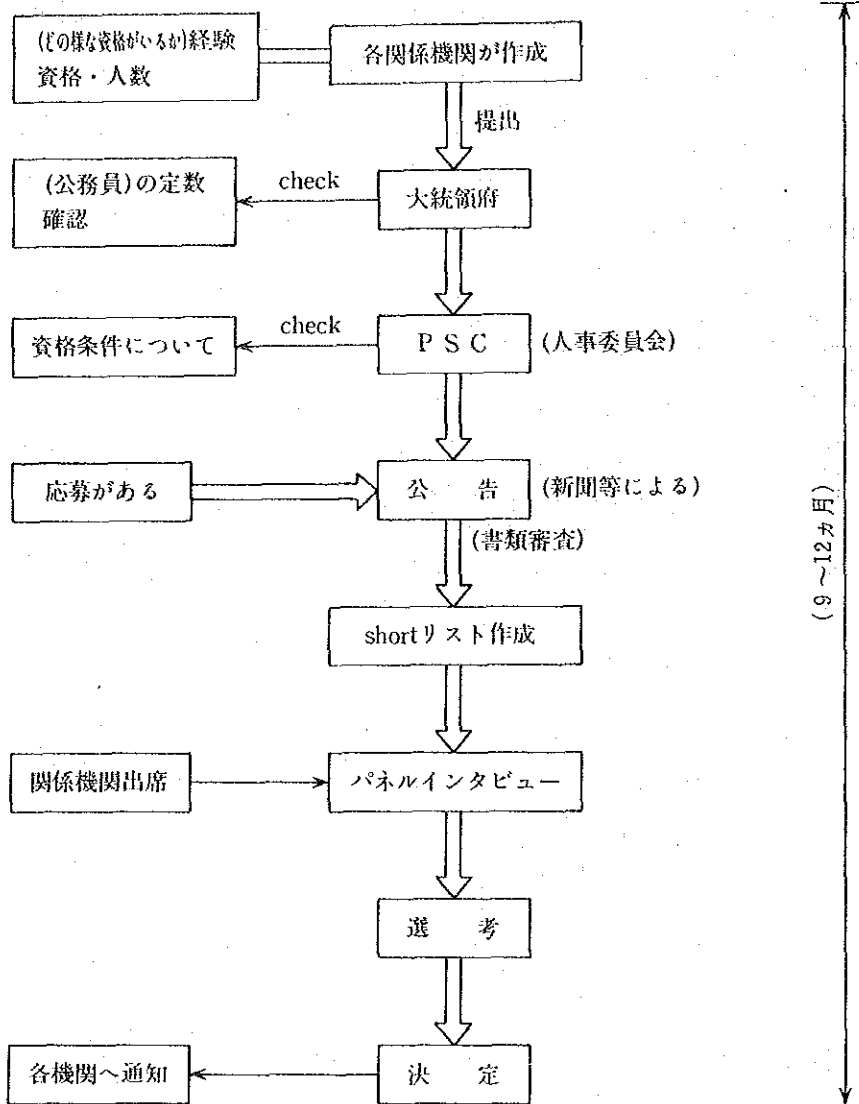 (どの様な資格がいるか)経験
資格・人数
各関係機関が作成
提出
(公務員)の定数
確認
check
大統領府
資格条件について
check
PSC
(人事委員会)
応募がある
公 告
(新聞等による)
(書類審査)
shortリスト作成
関係機関出席
パネルインタビュー
選 考
各機関へ通知
決 定
(9~12ヵ月)